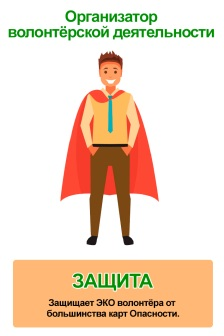 Организатор
волонтёрской деятельности
ЗАЩИТА
Защищает ЭКО волонтёра от
большинства карт Опасности.